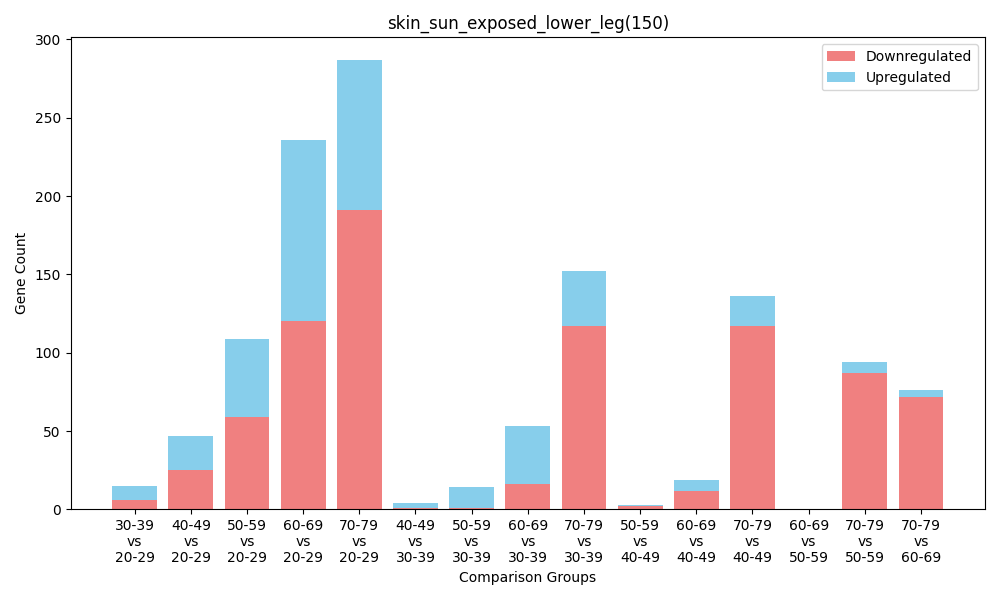 skin_sun_exposed_lower_leg(150)
Downregulated
Upregulated
Gene Count
300
250
200
150
100
50
0
30-39
vs
20-29
40-49
vs
20-29
50-59
vs
20-29
60-69
vs
20-29
70-79
vs
20-29
40-49
vs
30-39
50-59
vs
30-39
60-69
vs
30-39
70-79
vs
30-39
50-59
vs
40-49
60-69
vs
40-49
70-79
vs
40-49
60-69
vs
50-59
70-79
vs
50-59
70-79
vs
60-69
Comparison Groups